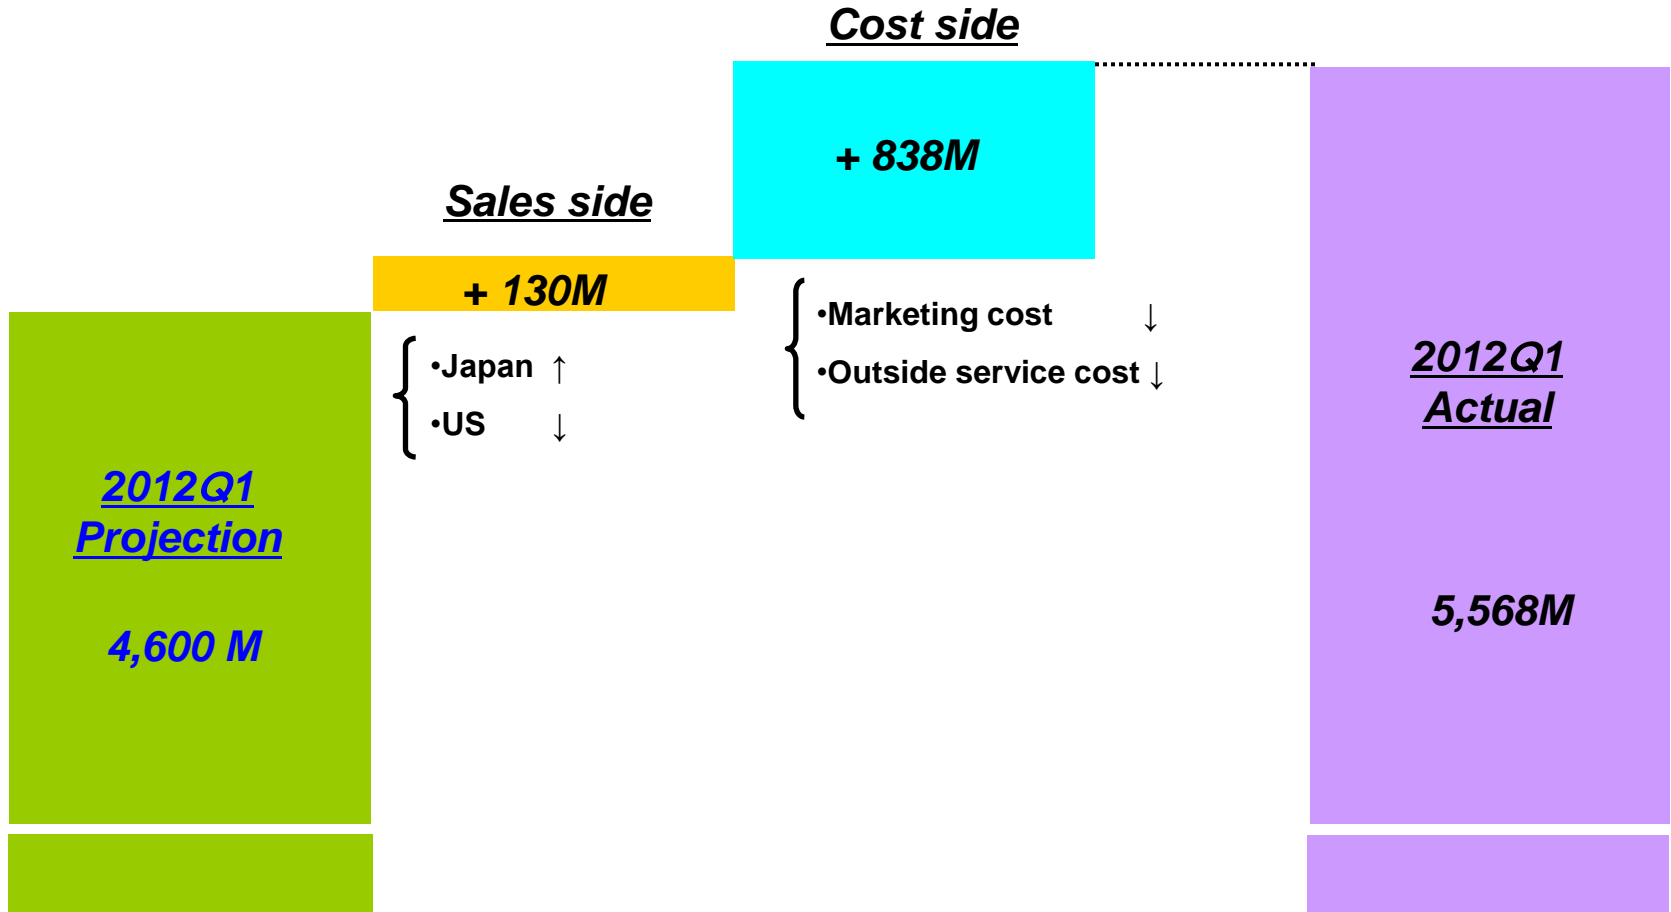 Cost side
+ 838M
Sales side
+ 130M
•Marketing cost ↓
•Outside service cost ↓
•Japan ↑
•US ↓
2012Q1
Projection
4,600 M
2012Q1
Actual
5,568M